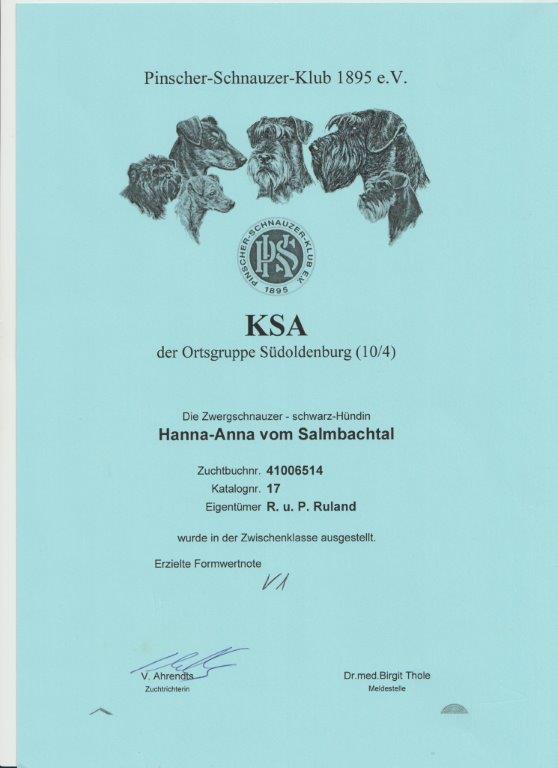 Pinscher-Schnauzer-Klub 1895 e.V.
PINSCHER-SCHNAUZER-KLUB E.V.
PSK
1895
KSA
der Ortsgruppe Südoldenburg (10/4)
Die Zwergschnauzer - schwarz-Hündin
Hanna-Anna vom Salmbachtal
Zuchtbuchnr. 41006514
Katalognr. 17
Eigentümer R. u. P. Ruland
wurde in der Zwischenklasse ausgestellt.
Erzielte Formwertnote
V1
V. Ahrendts
Dr.med.Birgit Thole
Zuchtrichterin
Meldestelle